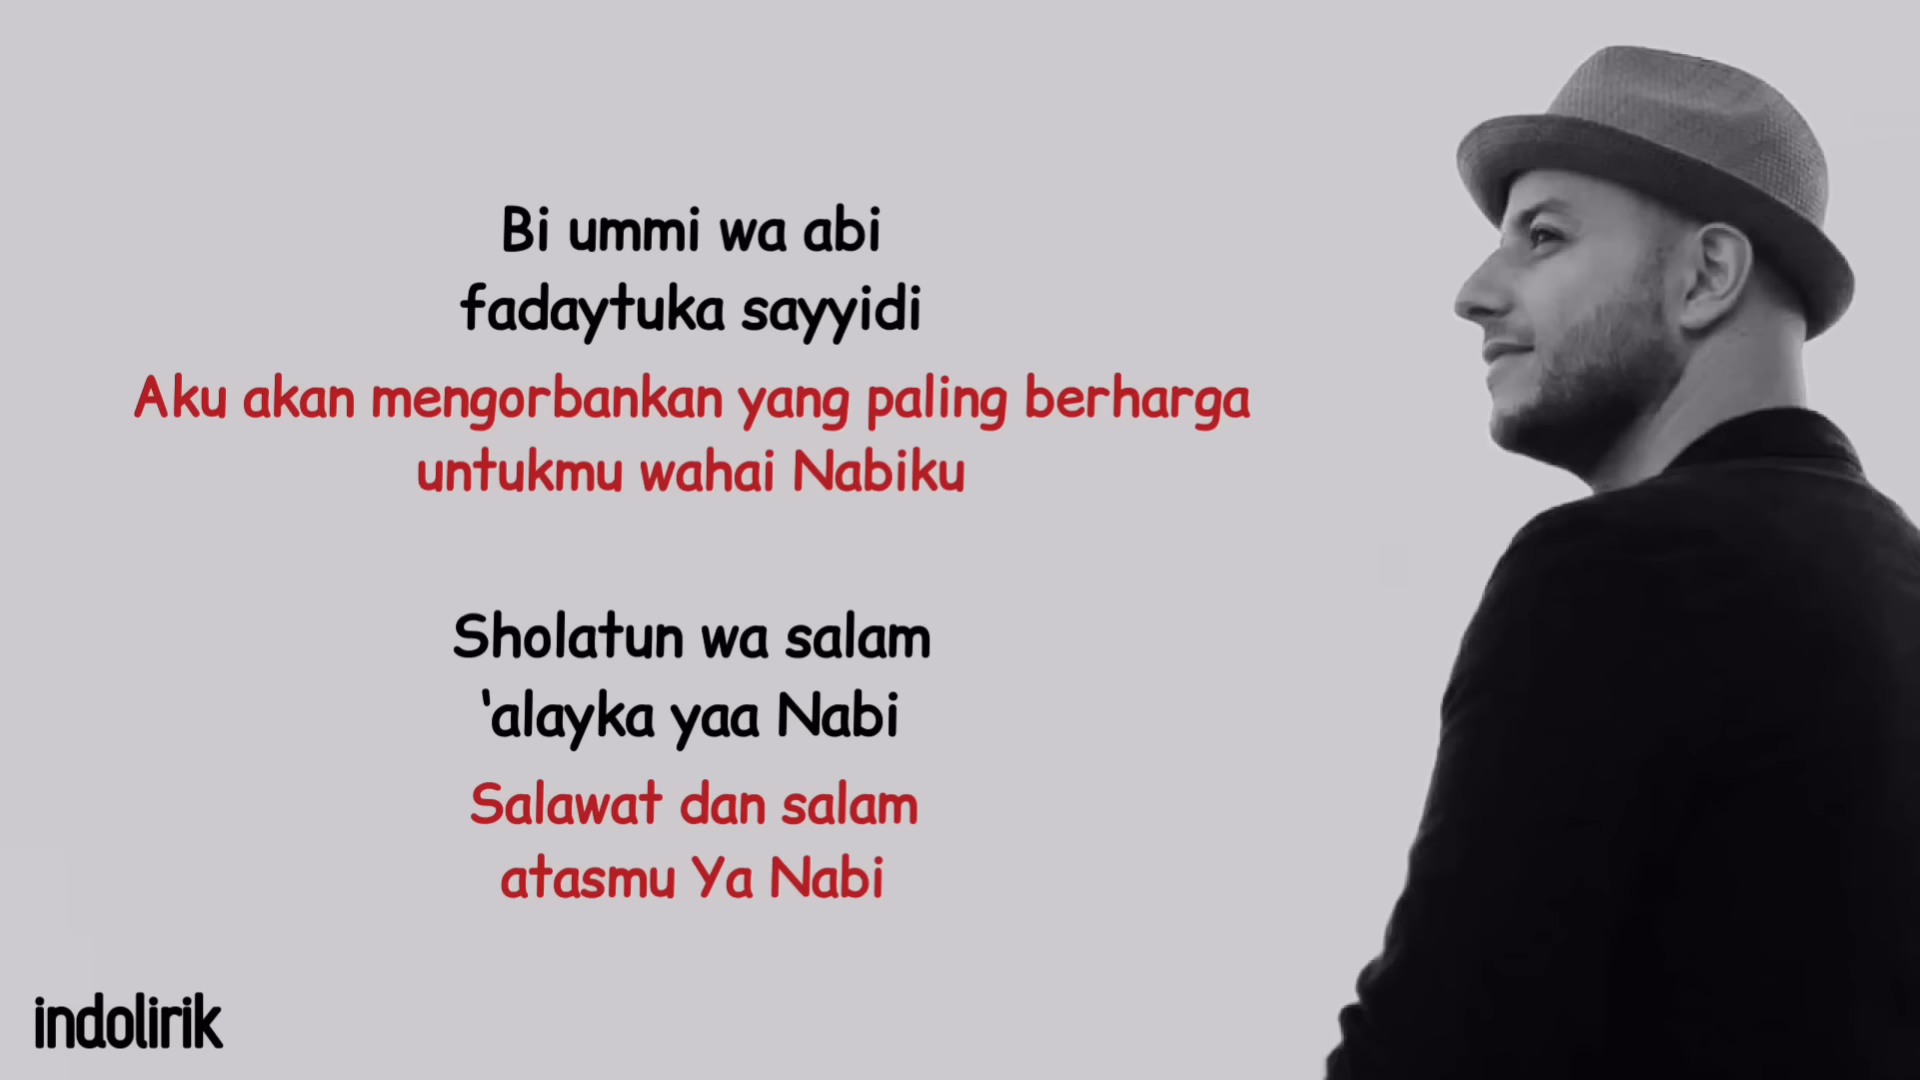 Bi ummi wa abi
fadaytuka sayyidi
Aku akan mengorbankan yang paling berharga
untukmu wahai Nabiku
Sholatun wa salam
‘alayka yaa Nabi
Salawat dan salam
atasmu Ya Nabi
indolirik